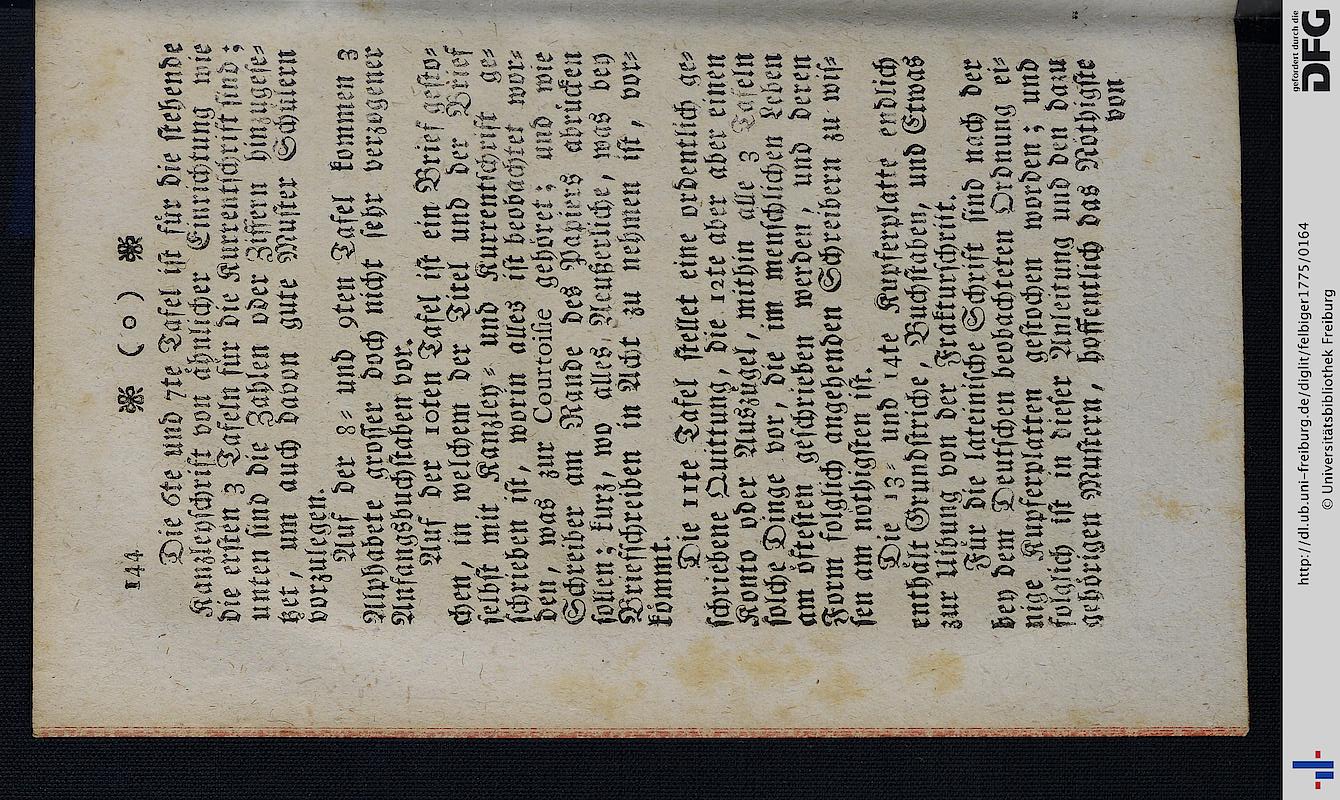 144 ❋ ( o ) ❋
Die 6te und 7te Tafel ist für die stehende
Kanzleyschrift von ähnlicher Einrichtung wie
die ersten 3 Tafeln für die Kurrentschrift sind;
unten sind die Zahlen oder Ziffern hinzugese-
tzet, um auch davon gute Muster Schülern
vorzulegen.
Auf der 8= und 9ten Tafel kommen 3
Alphabete grosser doch nicht sehr verzogener
Anfangsbuchstaben vor.
Auf der 10ten Tafel ist ein Brief gesto-
chen, in welchem der Titel und der Brief
selbst mit Kanzley= und Kurrentschrift ge-
schrieben ist, worin alles ist beobachtet wor-
den, was zur Courtoisie gehöret; und wie
Schreiber am Rande des Papiers abrücken
sollen; kurz, wo alles Aeußerliche, was bey
Briefschreiben in Acht zu nehmen ist, vor-
kömmt.
Die 11te Tafel stellet eine ordentlich ge-
schriebene Quittung, die 12te aber aber einen
Konto oder Auszügel, mithin alle 3 Tafeln
solche Dinge vor, die im menschlichen Leben
am öftesten geschrieben werden, und deren
Form folglich angehenden Schreibern zu wis-
sen am nöthigsten ist.
Die 13= und 14te Kupferplatte endlich
enthält Grundstriche, Buchstaben, und Etwas
zur Uibung von der Frakturschrift.
Für die lateinische Schrift sind nach der
bey dem Deutschen beobachteten Ordnung ei-
nige Kupferplatten gestochen worden; und
folglich ist in dieser Anleitung und den dazu
gehörigen Mustern, hoffentlich das Nöthigste
von
http://dl.ub.uni-freiburg.de/diglit/felbiger1775/0164
© Universitätsbibliothek Freiburg
gefördert durch die
DFG